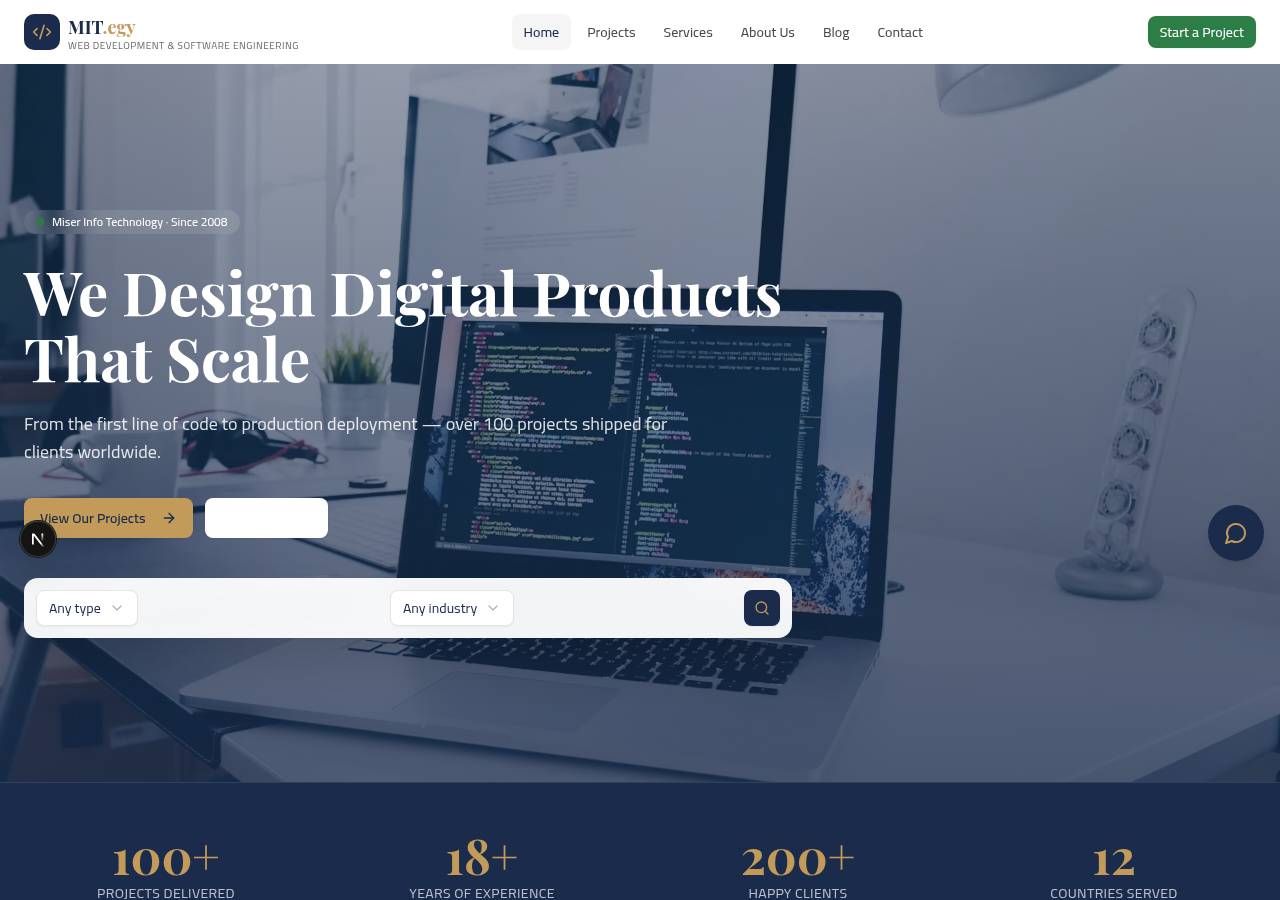 MIT.egy
WEB DEVELOPMENT & SOFTWARE ENGINEERING
Home
Projects
Services
About Us
Blog
Contact
Start a Project
Miser Info Technology · Since 2008
We Design Digital Products
That Scale
From the first line of code to production deployment — over 100 projects shipped for
clients worldwide.
View Our Projects
N
Any type
Any industry
100+
18+
200+
12
PROJECTS DELIVERED
YEARS OF EXPERIENCE
HAPPY CLIENTS
COUNTRIES SERVED